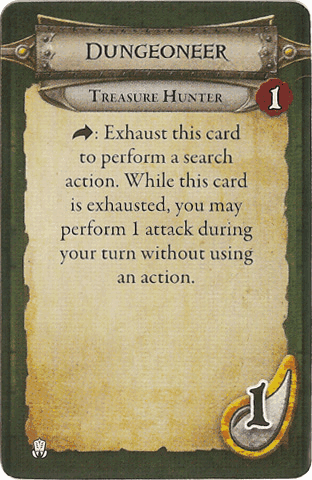 DUNGEONEER
TREASURE HUNTER
1
: Exhaust this card
to perform a search
action. While this card
is exhausted, you may
perform 1 attack during
your turn without using
an action.
1